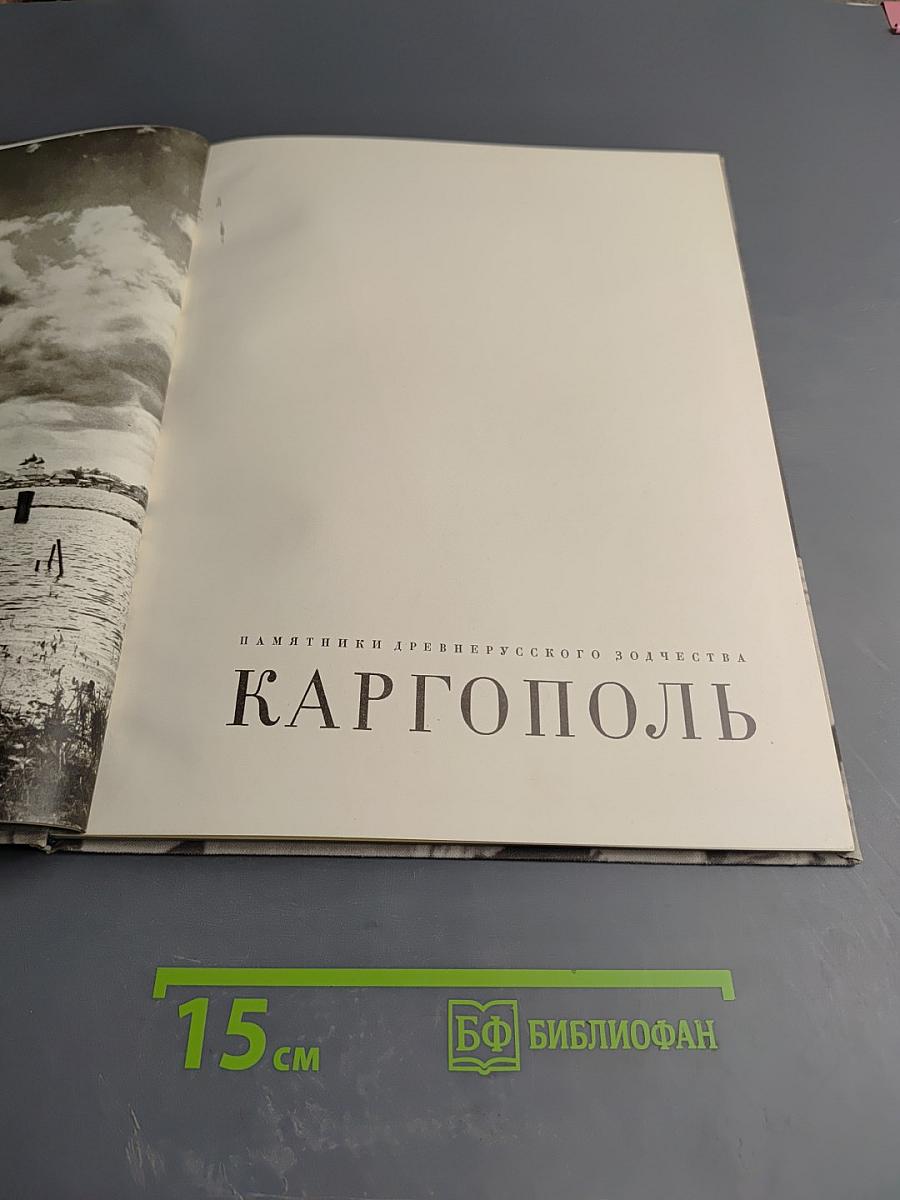 ПАМЯТНИКИ ДРЕВНЕРУССКОГО ЗОДЧЕСТВА
КАРГОПОЛЬ
15 см
БФ БИБЛИОФАН